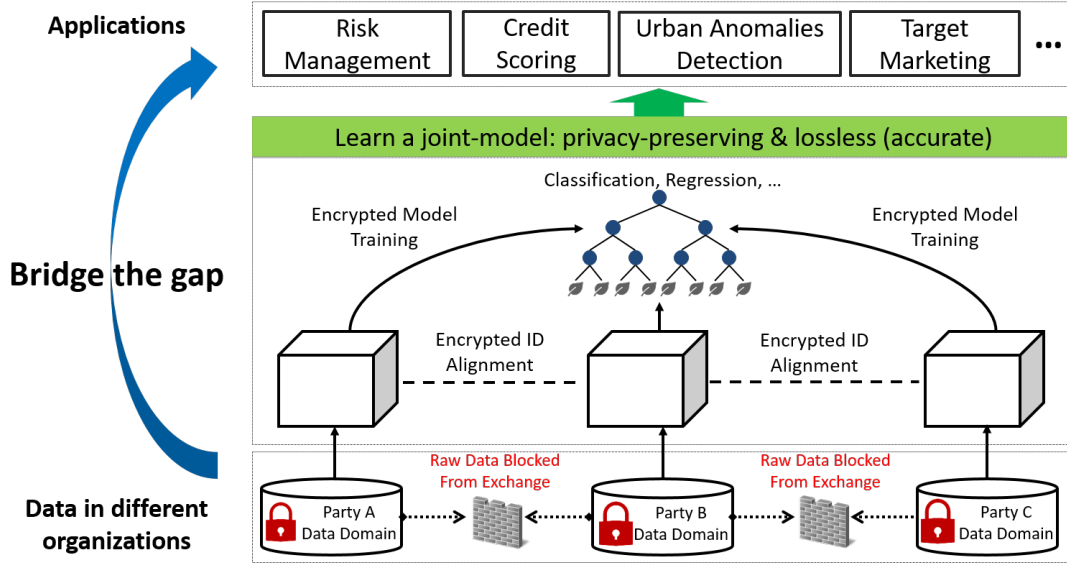 Applications
Risk
Management
Credit
Scoring
Urban Anomalies
Detection
Target
Marketing
...
Learn a joint-model: privacy-preserving & lossless (accurate)
Classification, Regression, ...
Encrypted Model
Training
Encrypted Model
Training
Bridge the gap
Encrypted ID
Alignment
Encrypted ID
Alignment
Data in different
organizations
Raw Data Blocked
From Exchange
Raw Data Blocked
From Exchange
Party A
Data Domain
Party B
Data Domain
Party C
Data Domain